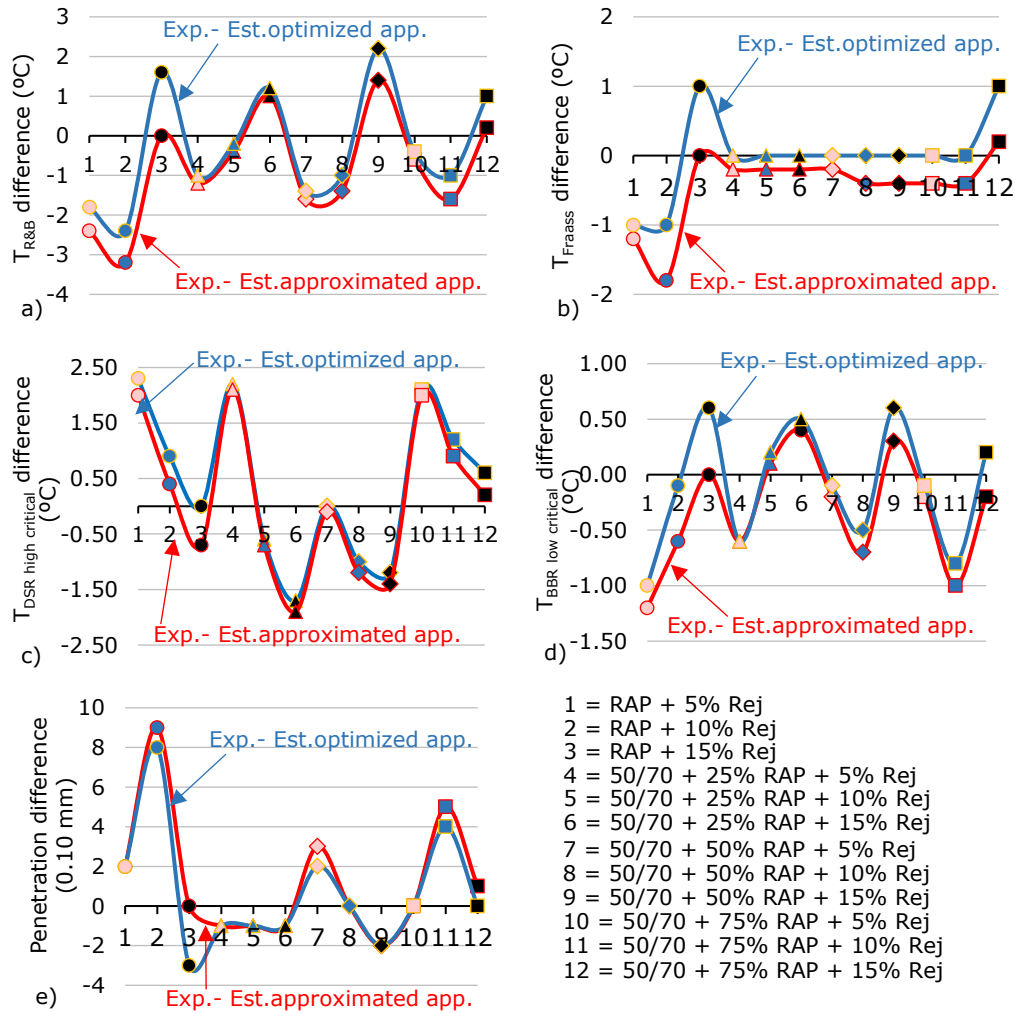 3
2
1
0
-1
-2
-3
-4
T R&B difference (ºC)
Exp.- Est.optimized app.
1 2 3 4 5 6 7 8 9 10 11 12
Exp.- Est.approximated app.
a)
2
1
0
-1
-2
T Fraass difference (ºC)
Exp.- Est.optimized app.
1 2 3 4 5 6 7 8 9 10 11 12
Exp.- Est.approximated app.
b)
2.50
1.50
0.50
-0.50
-1.50
-2.50
T DSR high critical difference
(ºC)
Exp.- Est.optimized app.
1 2 3 4 5 6 7 8 9 10 11 12
Exp.- Est.approximated app.
c)
1.00
0.50
0.00
-0.50
-1.00
-1.50
T BBR low critical difference
(ºC)
Exp.- Est.optimized app.
1 2 3 4 5 6 7 8 9 10 11 12
Exp.- Est.approximated app.
d)
10
8
6
4
2
0
-2
-4
Penetration difference
(0.10 mm)
Exp.- Est.optimized app.
1 2 3 4 5 6 7 8 9 10 11 12
Exp.- Est.approximated app.
e)
1 = RAP + 5% Rej
2 = RAP + 10% Rej
3 = RAP + 15% Rej
4 = 50/70 + 25% RAP + 5% Rej
5 = 50/70 + 25% RAP + 10% Rej
6 = 50/70 + 25% RAP + 15% Rej
7 = 50/70 + 50% RAP + 5% Rej
8 = 50/70 + 50% RAP + 10% Rej
9 = 50/70 + 50% RAP + 15% Rej
10 = 50/70 + 75% RAP + 5% Rej
11 = 50/70 + 75% RAP + 10% Rej
12 = 50/70 + 75% RAP + 15% Rej